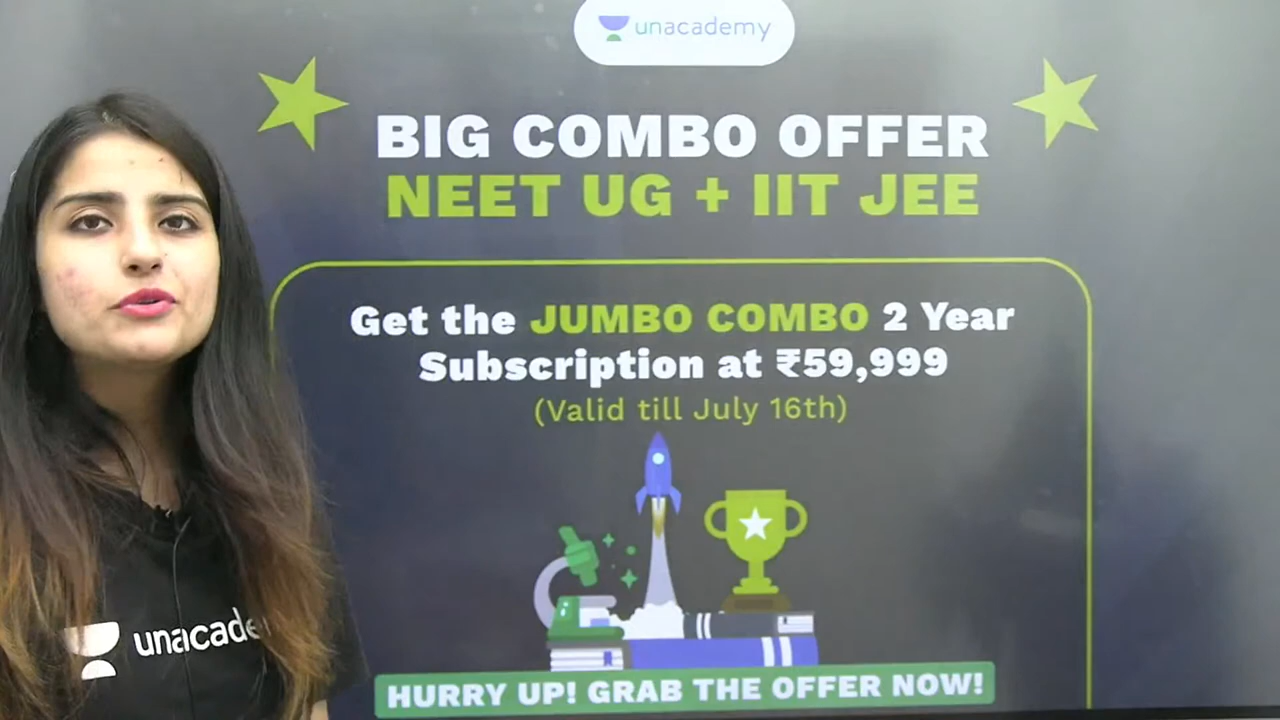 unacademy
BIG COMBO OFFER
NEET UG + IIT JEE
Get the JUMBO COMBO 2 Year
Subscription at ₹59,999
(Valid till July 16th)
HURRY UP! GRAB THE OFFER NOW!
unacade